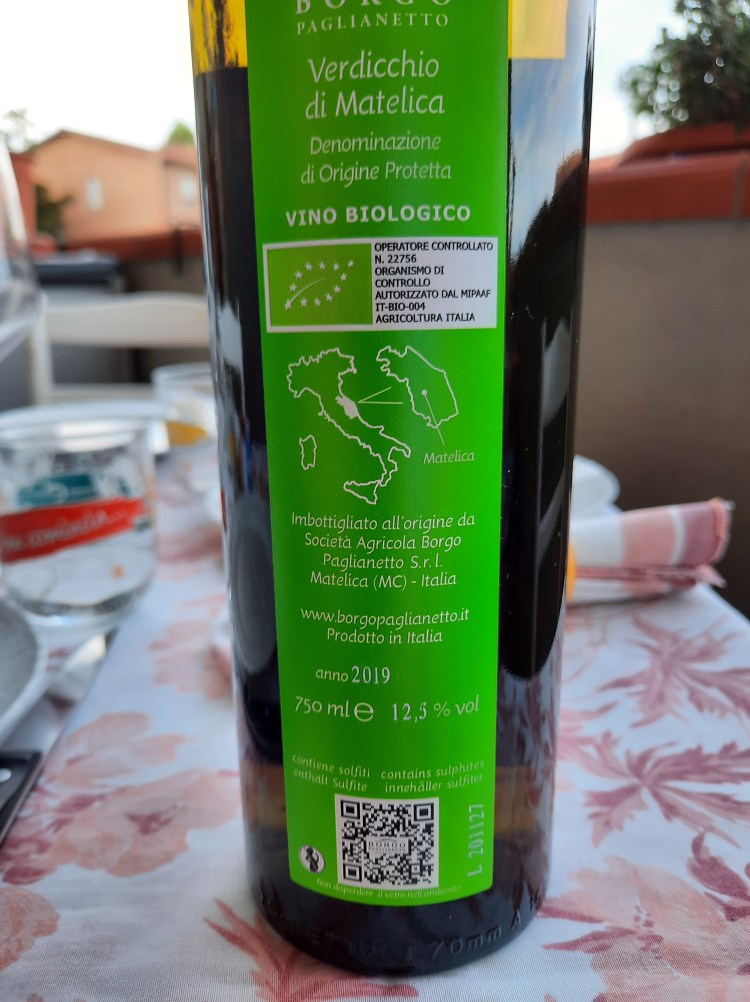 BORGO
PAGLIANETTO
Verdicchio
di Matelica
Denominazione
di Origine Protetta
VINO BIOLOGICO
OPERATORE CONTROLLATO
N. 22756
ORGANISMO DI
CONTROLLO
AUTORIZZATO DAL MIPAAF
IT-BIO-004
AGRICOLTURA ITALIA
Matelica
Imbottigliato all'origine da
Società Agricola Borgo
Paglianetto S.r.l.
Matelica (MC) - Italia
www.borgopaglianetto.it
Prodotto in Italia
anno 2019
750 ml e 12,5 % vol
contiene solfiti contains sulphites
enthalt Sulfite innehåller sulfiter
BORGO
L 201127
Non disperdere il vetro nell'ambiente
70mm